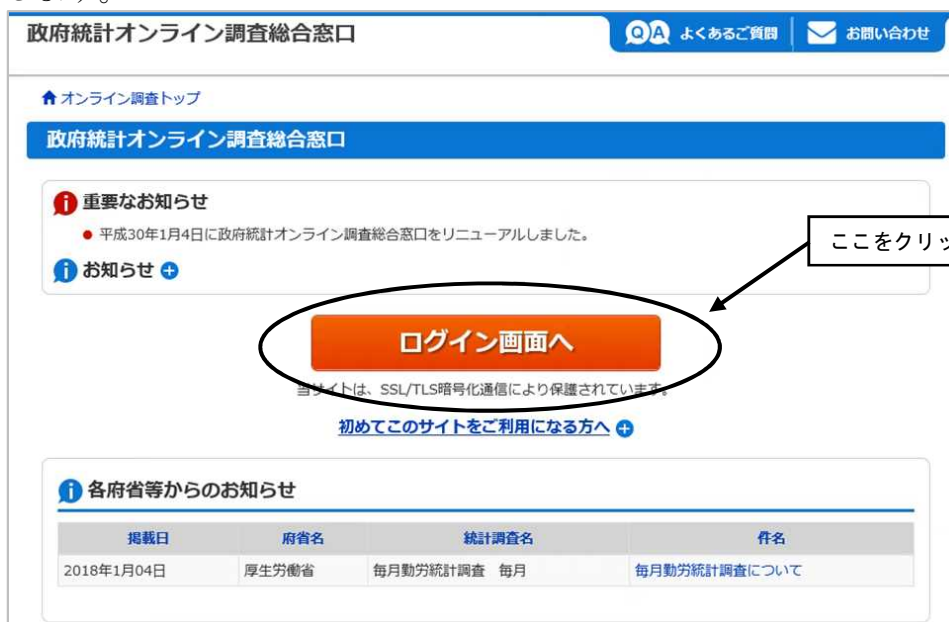 政府統計オンライン調査総合窓口
QA よくあるご質問
お問い合わせ
オンライン調査トップ
政府統計オンライン調査総合窓口
重要なお知らせ
平成30年1月4日に政府統計オンライン調査総合窓口をリニューアルしました。
ここをクリッ
お知らせ
ログイン画面へ
当サイトは、SSL/TLS暗号化通信により保護されています。
初めてこのサイトをご利用になる方へ
各府省等からのお知らせ
掲載日 府省名 統計調査名 件名
2018年1月04日 厚生労働省 毎月勤労統計調査 毎月 毎月勤労統計調査について